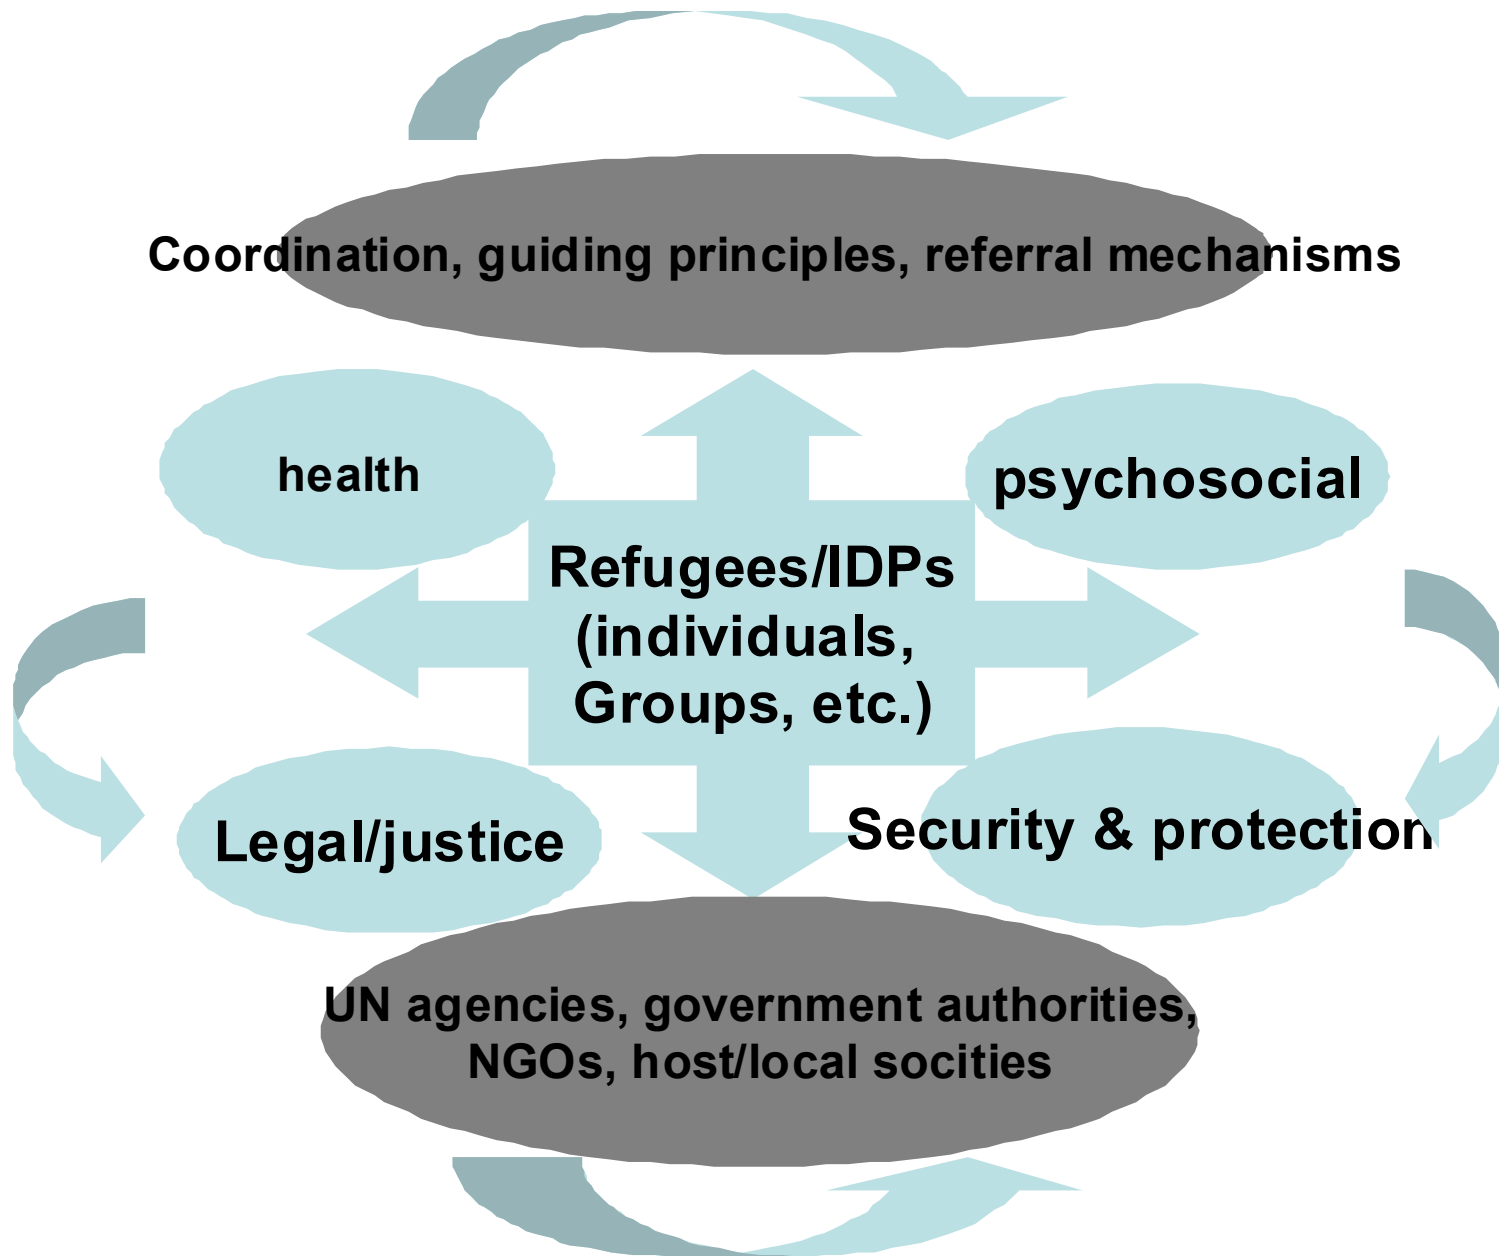 Coordination, guiding principles, referral mechanisms
health
psychosocial
Refugees/IDPs
(individuals,
Groups, etc.)
Legal/justice
Security & protection
UN agencies, government authorities,
NGOs, host/local socities